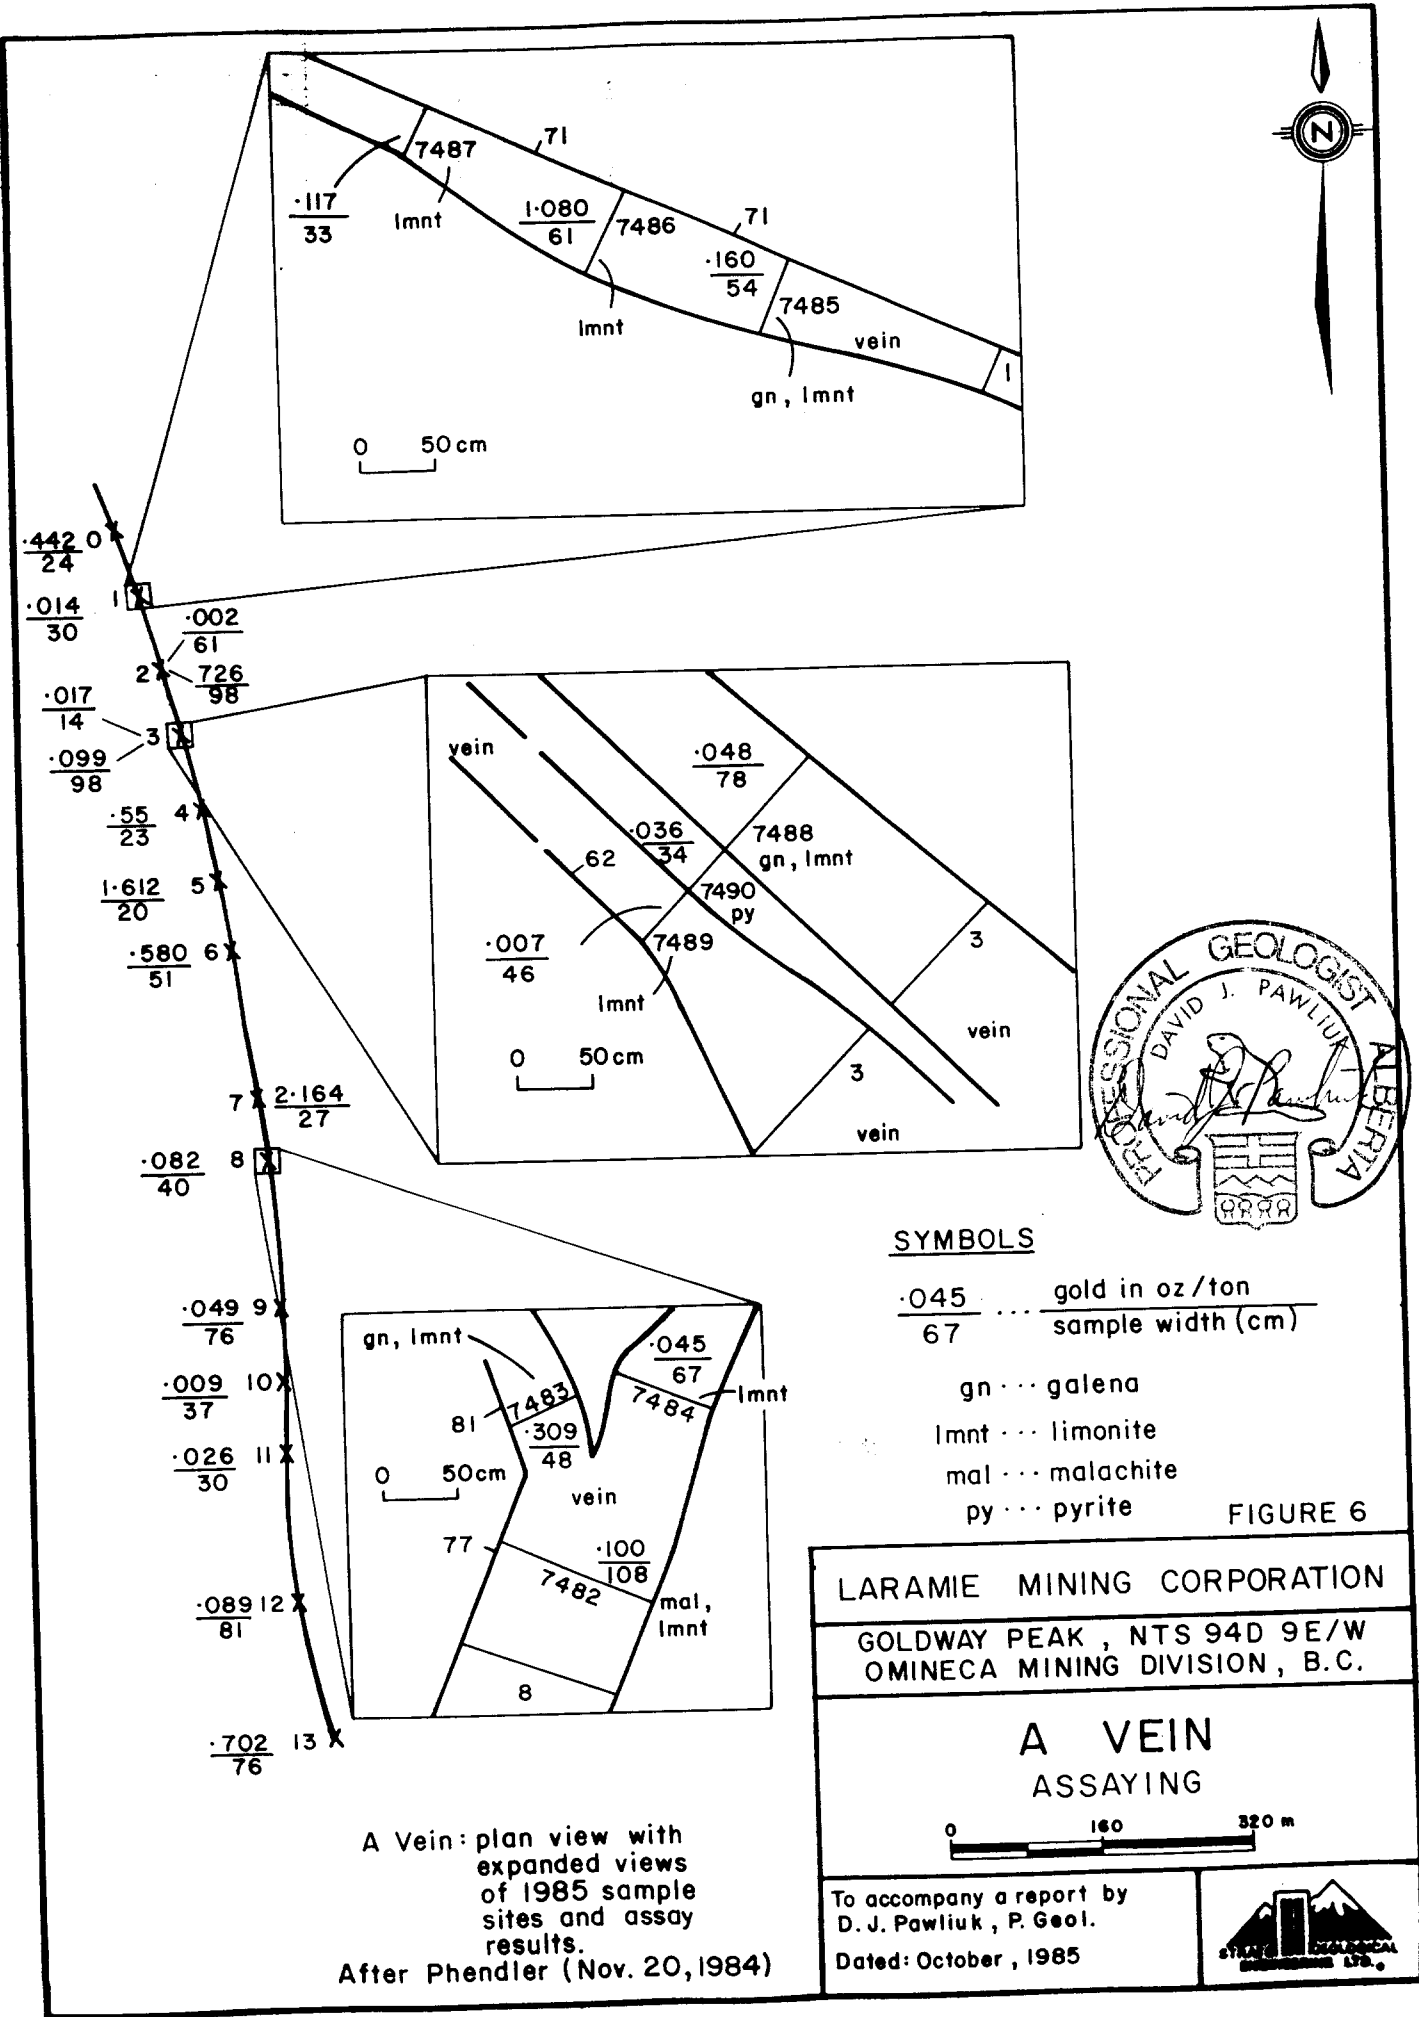 N
71
7487
·117
33
lmnt
1·080
61
7486
71
lmnt
·160
54
7485
vein
gn, lmnt
1
0 50cm
·442
24
0
·014
30
1
·002
61
2
726
98
·017
14
3
·099
98
·55
23
4
1·612
20
5
·580
51
6
7
2·164
27
·082
40
8
·049
76
9
·009
37
10
·026
30
11
·089
81
12
·702
76
13
vein
·048
78
·036
34
7488
gn, lmnt
62
7490
py
·007
46
7489
lmnt
3
vein
0 50cm
3
vein
gn, lmnt
·045
67
lmnt
7483
7484
81
·309
48
0 50cm
vein
77
·100
108
7482
mal,
lmnt
8
PROFESSIONAL GEOLOGIST ALBERTA
DAVID J. PAWLIUK
SYMBOLS
·045
67
... gold in oz/ton
sample width (cm)
gn ··· galena
lmnt ··· limonite
mal ··· malachite
py ··· pyrite
FIGURE 6
LARAMIE MINING CORPORATION
GOLDWAY PEAK, NTS 94D 9E/W
OMINECA MINING DIVISION, B.C.
A VEIN
ASSAYING
0 160 320 m
To accompany a report by
D. J. Pawliuk, P. Geol.
Dated: October, 1985
GEOLOGICAL
ENGINEERING LTD.
A Vein: plan view with
expanded views
of 1985 sample
sites and assay
results.
After Phendler (Nov. 20, 1984)